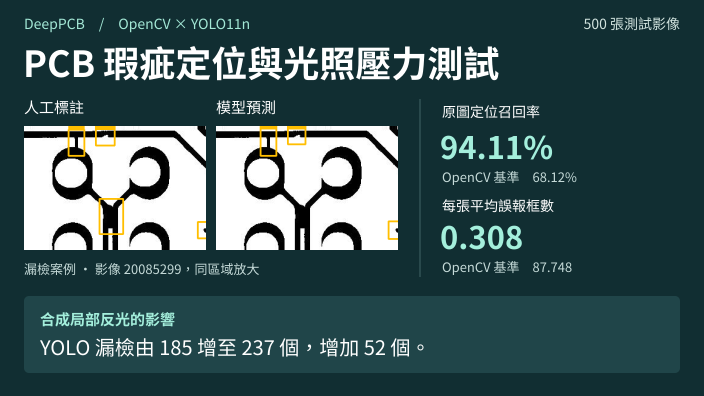 DeepPCB / OpenCV × YOLO11n
500 張測試影像
PCB 瑕疵定位與光照壓力測試
人工標註
模型預測
漏檢案例 · 影像 20085299,同區域放大
原圖定位召回率
94.11%
OpenCV 基準 68.12%
每張平均誤報框數
0.308
OpenCV 基準 87.748
合成局部反光的影響
YOLO 漏檢由 185 增至 237 個,增加 52 個。